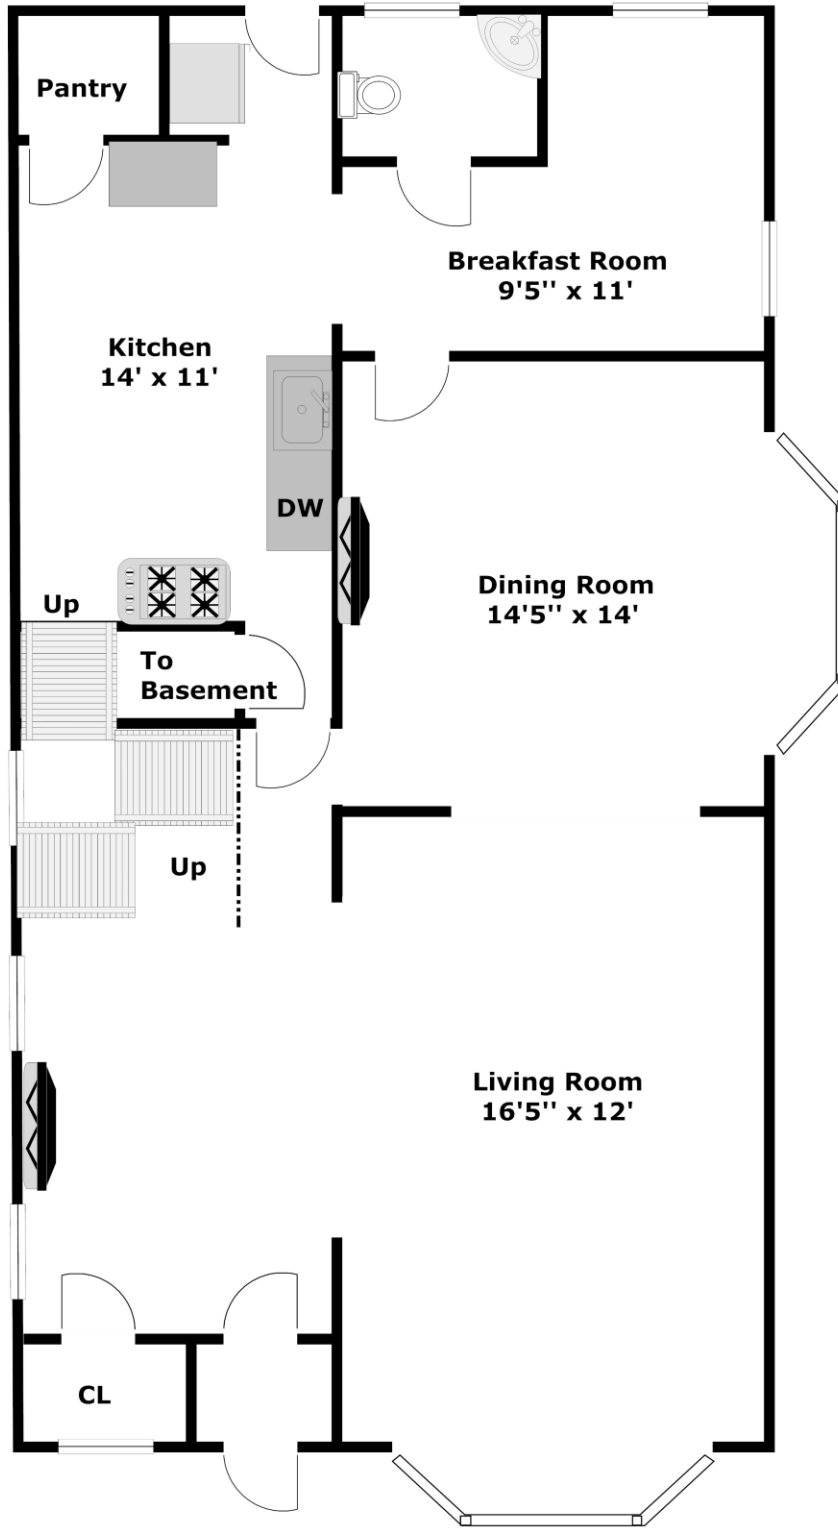 Pantry
Breakfast Room
9'5'' x 11'
Kitchen
14' x 11'
DW
Dining Room
14'5'' x 14'
Up
To
Basement
Up
Living Room
16'5'' x 12'
CL